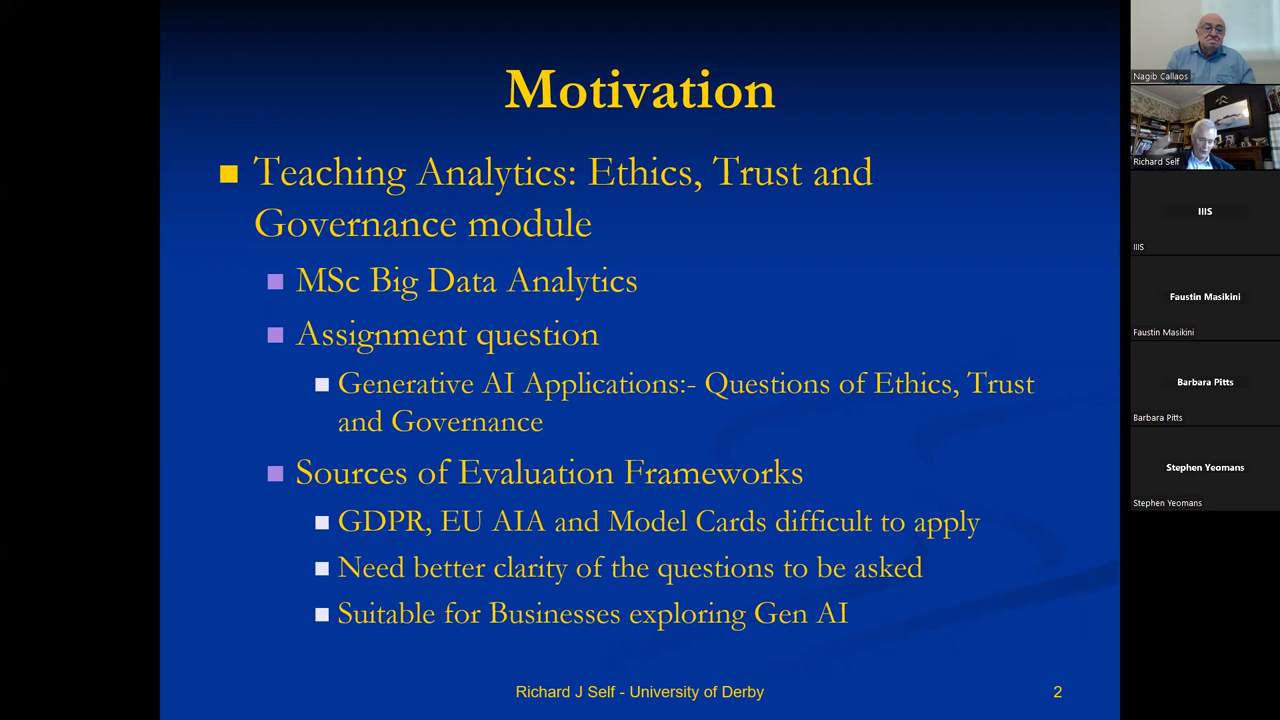 Motivation
Teaching Analytics: Ethics, Trust and
Governance module
MSc Big Data Analytics
Assignment question
Generative AI Applications:- Questions of Ethics, Trust
and Governance
Sources of Evaluation Frameworks
GDPR, EU AIA and Model Cards difficult to apply
Need better clarity of the questions to be asked
Suitable for Businesses exploring Gen AI
Richard J Self - University of Derby
2
Nagib Callaos
Richard Self
IIIS
IIIS
Faustin Masikini
Faustin Masikini
Barbara Pitts
Barbara Pitts
Stephen Yeomans
Stephen Yeomans